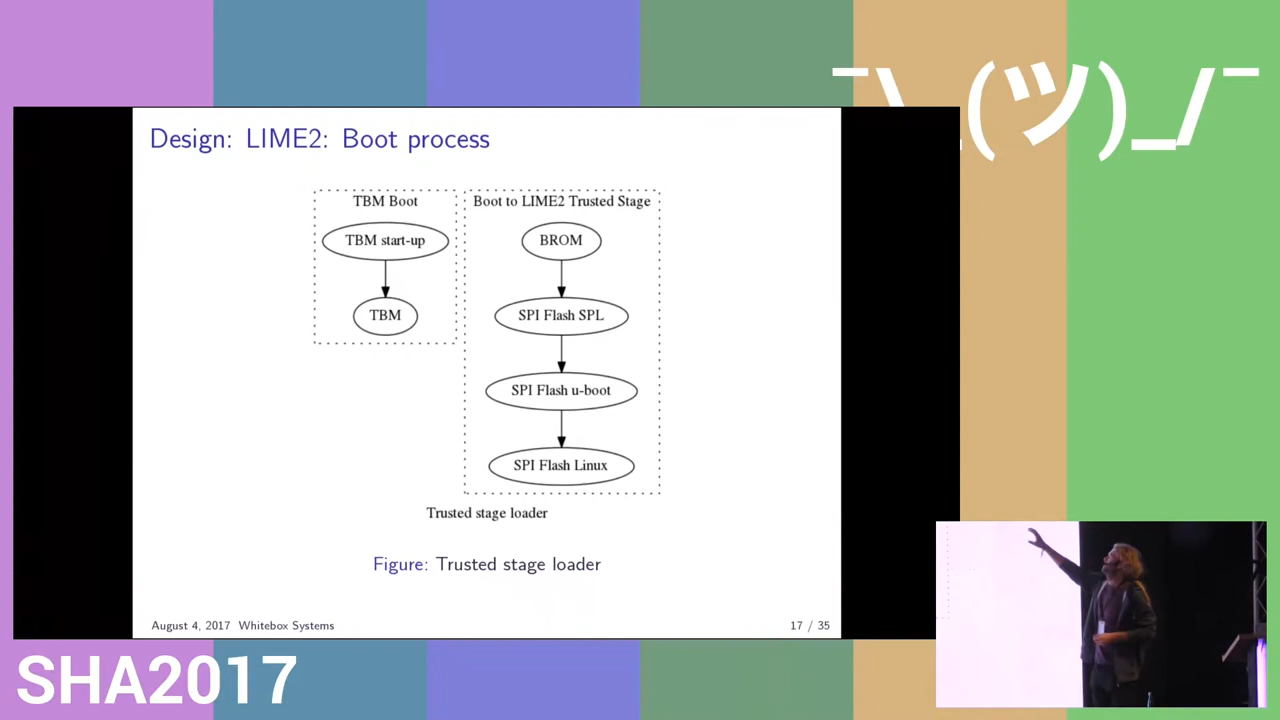 ¯\_(ツ)_/¯
Design: LIME2: Boot process
TBM Boot
TBM start-up
TBM
Boot to LIME2 Trusted Stage
BROM
SPI Flash SPL
SPI Flash u-boot
SPI Flash Linux
Trusted stage loader
Figure: Trusted stage loader
August 4, 2017 Whitebox Systems
17 / 35
SHA2017